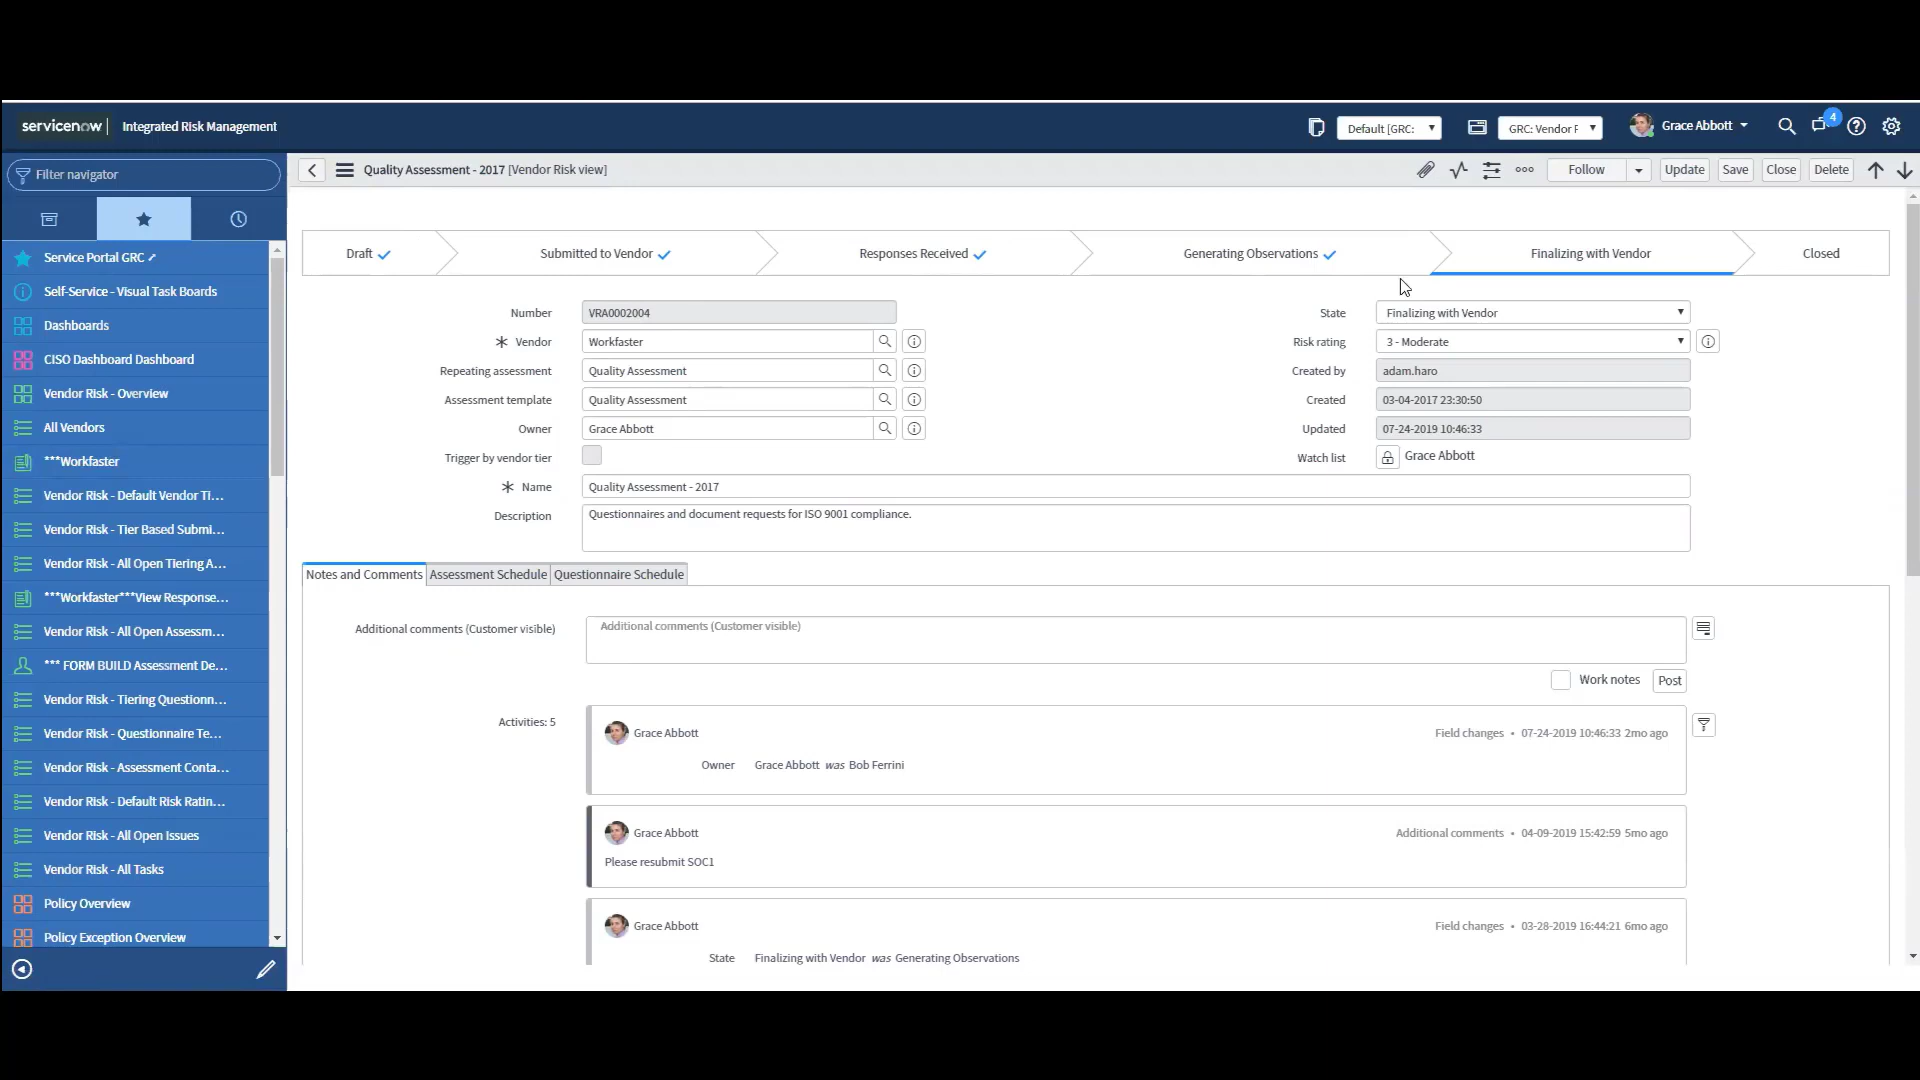 servicenow Integrated Risk Management
Default [GRC:
GRC: Vendor F
Grace Abbott
4
Filter navigator
Quality Assessment - 2017 [Vendor Risk view]
Follow
Update
Save
Close
Delete
Service Portal GRC
Self-Service - Visual Task Boards
Dashboards
CISO Dashboard Dashboard
Vendor Risk - Overview
All Vendors
***Workfaster
Vendor Risk - Default Vendor Ti...
Vendor Risk - Tier Based Submi...
Vendor Risk - All Open Tiering A...
***Workfaster***View Response...
Vendor Risk - All Open Assessm...
*** FORM BUILD Assessment De...
Vendor Risk - Tiering Questionn...
Vendor Risk - Questionnaire Te...
Vendor Risk - Assessment Conta...
Vendor Risk - Default Risk Ratin...
Vendor Risk - All Open Issues
Vendor Risk - All Tasks
Policy Overview
Policy Exception Overview
Draft
Submitted to Vendor
Responses Received
Generating Observations
Finalizing with Vendor
Closed
Number VRA0002004
Vendor Workfaster
Repeating assessment Quality Assessment
Assessment template Quality Assessment
Owner Grace Abbott
Trigger by vendor tier
State Finalizing with Vendor
Risk rating 3 - Moderate
Created by adam.haro
Created 03-04-2017 23:30:50
Updated 07-24-2019 10:46:33
Watch list Grace Abbott
Name Quality Assessment - 2017
Description Questionnaires and document requests for ISO 9001 compliance.
Notes and Comments
Assessment Schedule
Questionnaire Schedule
Additional comments (Customer visible) Additional comments (Customer visible)
Work notes Post
Activities: 5
Grace Abbott Field changes • 07-24-2019 10:46:33 2mo ago
Owner Grace Abbott was Bob Ferrini
Grace Abbott Additional comments • 04-09-2019 15:42:59 5mo ago
Please resubmit SOC1
Grace Abbott Field changes • 03-28-2019 16:44:21 6mo ago
State Finalizing with Vendor was Generating Observations